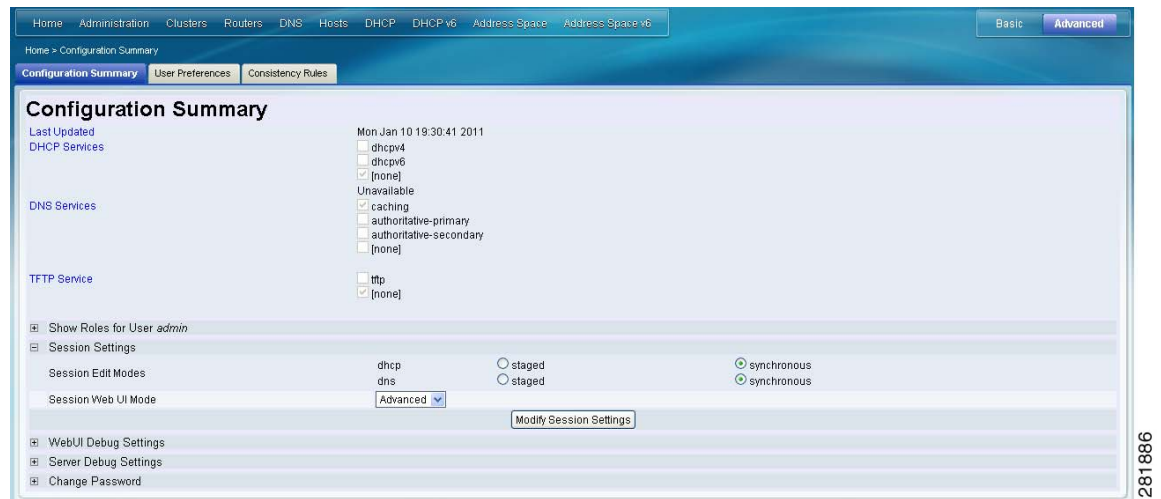 Home Administration Clusters Routers DNS Hosts DHCP DHCP v6 Address Space Address Space v6 Basic Advanced
Home > Configuration Summary
Configuration Summary User Preferences Consistency Rules
Configuration Summary
Last Updated Mon Jan 10 19:30:41 2011
DHCP Services dhcpv4
dhcpv6
[none]
Unavailable
DNS Services caching
authoritative-primary
authoritative-secondary
[none]
TFTP Service tftp
[none]
Show Roles for User admin
Session Settings
Session Edit Modes dhcp staged synchronous
dns staged synchronous
Session Web UI Mode Advanced
Modify Session Settings
WebUI Debug Settings
Server Debug Settings
Change Password
281886